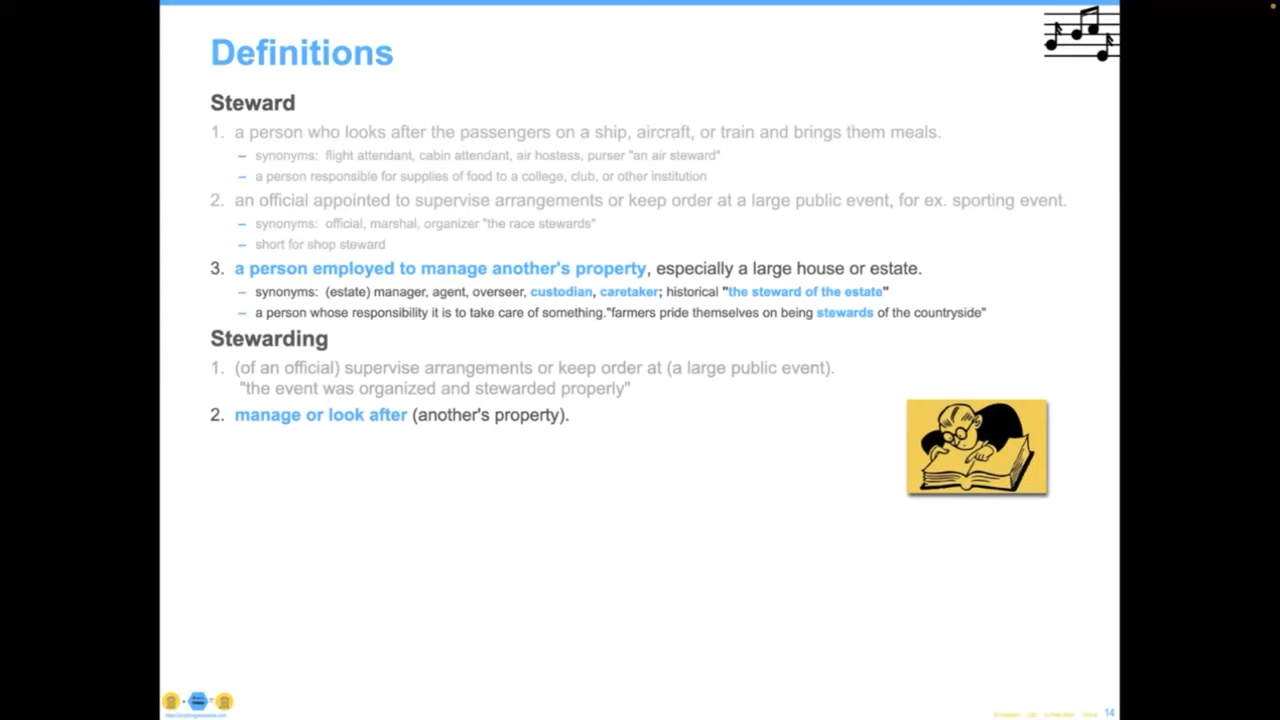 Definitions
Steward
1. a person who looks after the passengers on a ship, aircraft, or train and brings them meals.
– synonyms: flight attendant, cabin attendant, air hostess, purser "an air steward"
– a person responsible for supplies of food to a college, club, or other institution
2. an official appointed to supervise arrangements or keep order at a large public event, for ex. sporting event.
– synonyms: official, marshal, organizer "the race stewards"
– short for shop steward
3. a person employed to manage another's property, especially a large house or estate.
– synonyms: (estate) manager, agent, overseer, custodian, caretaker; historical "the steward of the estate"
– a person whose responsibility it is to take care of something."farmers pride themselves on being stewards of the countryside"
Stewarding
1. (of an official) supervise arrangements or keep order at (a large public event).
"the event was organized and stewarded properly"
2. manage or look after (another's property).
14